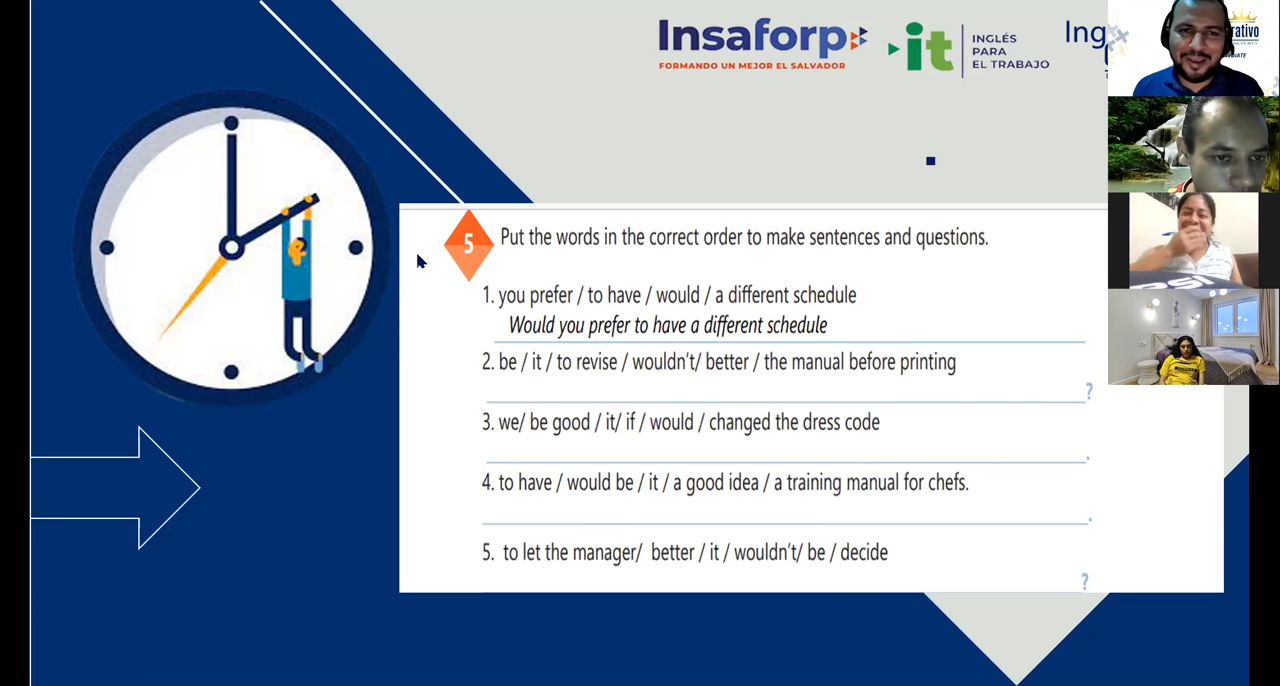 Insaforp
FORMANDO UN MEJOR EL SALVADOR
it
INGLÉS
PARA
EL TRABAJO
Ing
5
Put the words in the correct order to make sentences and questions.
1. you prefer / to have / would / a different schedule
Would you prefer to have a different schedule
2. be / it / to revise / wouldn't/ better / the manual before printing
?
3. we/ be good / it/ if / would / changed the dress code
.
4. to have / would be / it / a good idea / a training manual for chefs.
.
5. to let the manager/ better / it / wouldn't/ be / decide
?